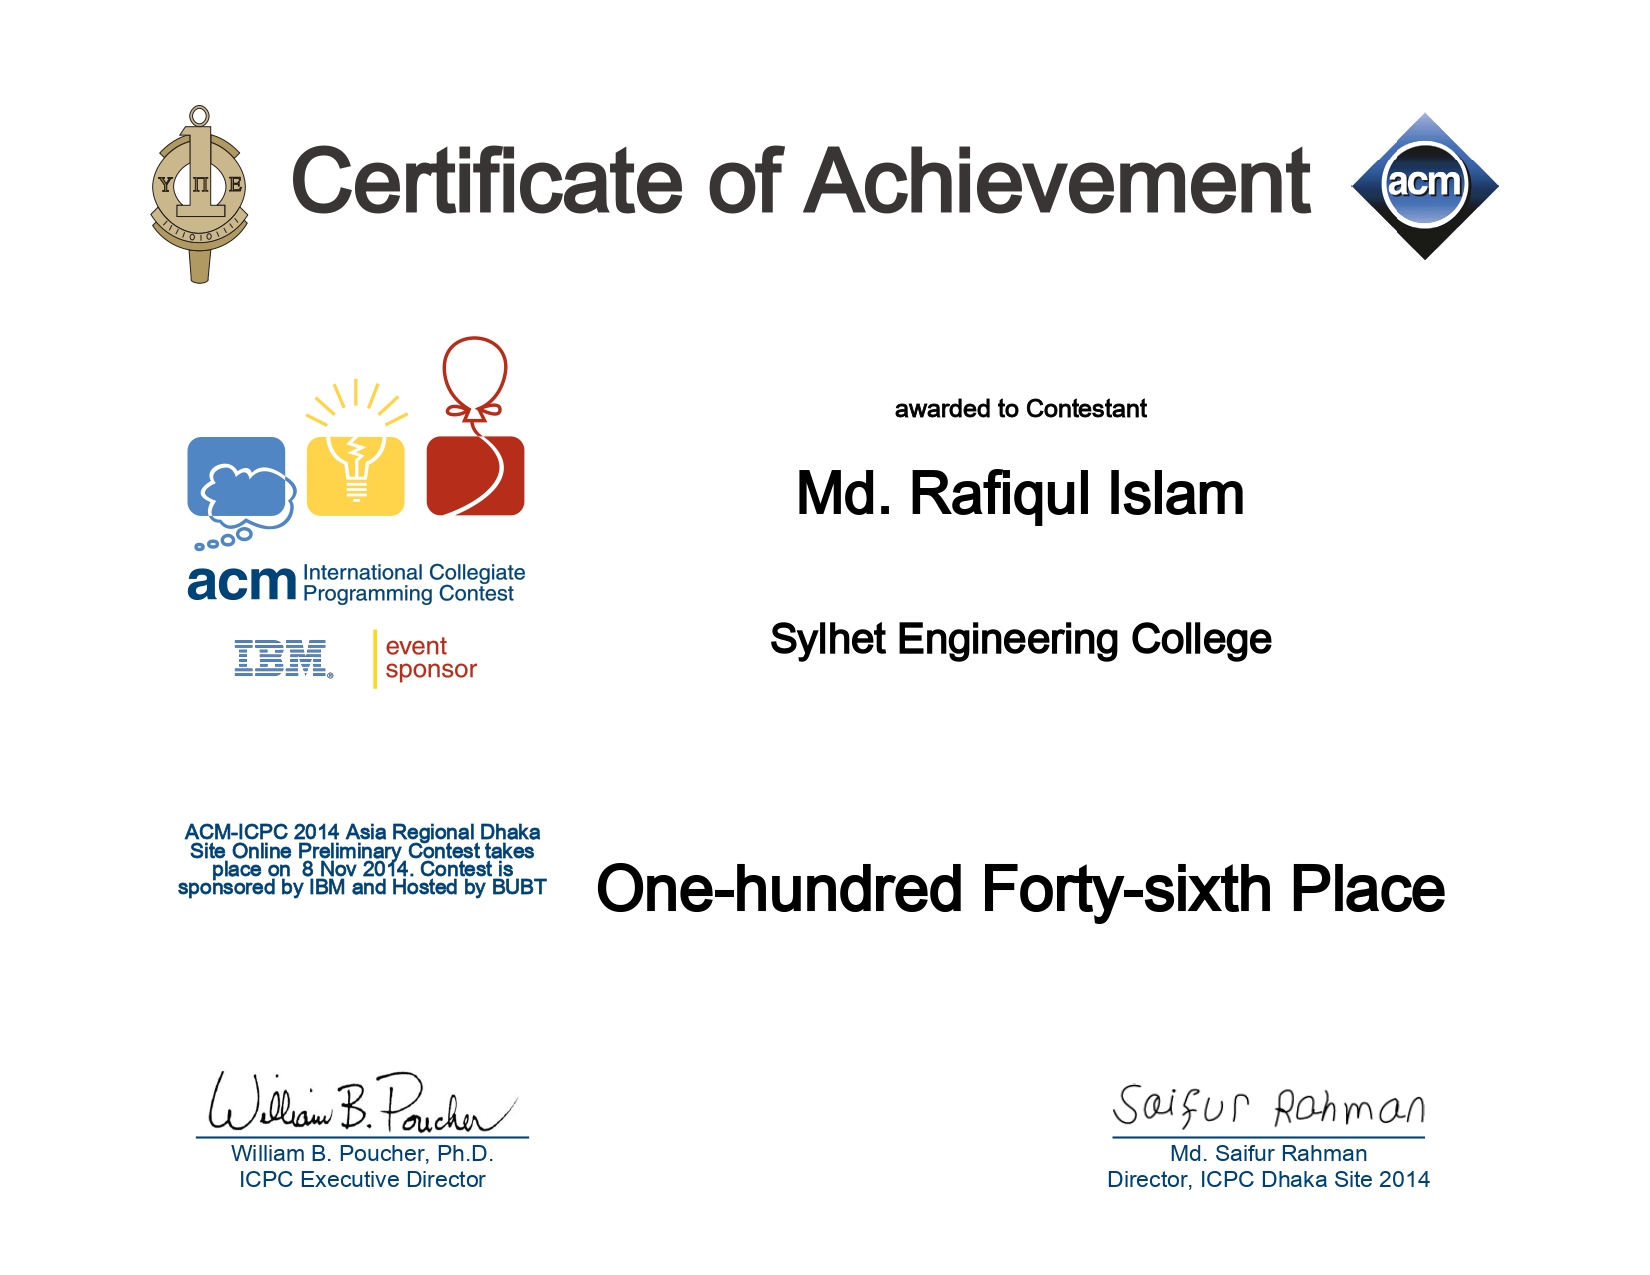 Υ Π Ε
Certificate of Achievement
acm
awarded to Contestant
Md. Rafiqul Islam
acm International Collegiate
Programming Contest
Sylhet Engineering College
IBM® event
sponsor
ACM-ICPC 2014 Asia Regional Dhaka
Site Online Preliminary Contest takes
place on  8 Nov 2014. Contest is
sponsored by IBM and Hosted by BUBT
One-hundred Forty-sixth Place
William B. Poucher
Saifur Rahman
William B. Poucher, Ph.D.
ICPC Executive Director
Md. Saifur Rahman
Director, ICPC Dhaka Site 2014